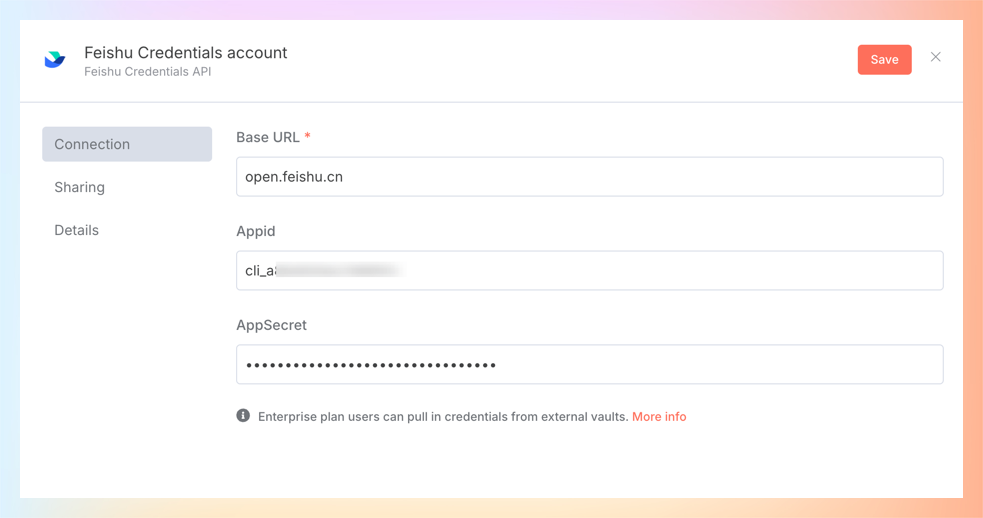 Feishu Credentials account
Feishu Credentials API
Save
Connection
Sharing
Details
Base URL *
open.feishu.cn
Appid
cli_a
AppSecret
••••••••••••••••••••••••••••••••
Enterprise plan users can pull in credentials from external vaults. More info